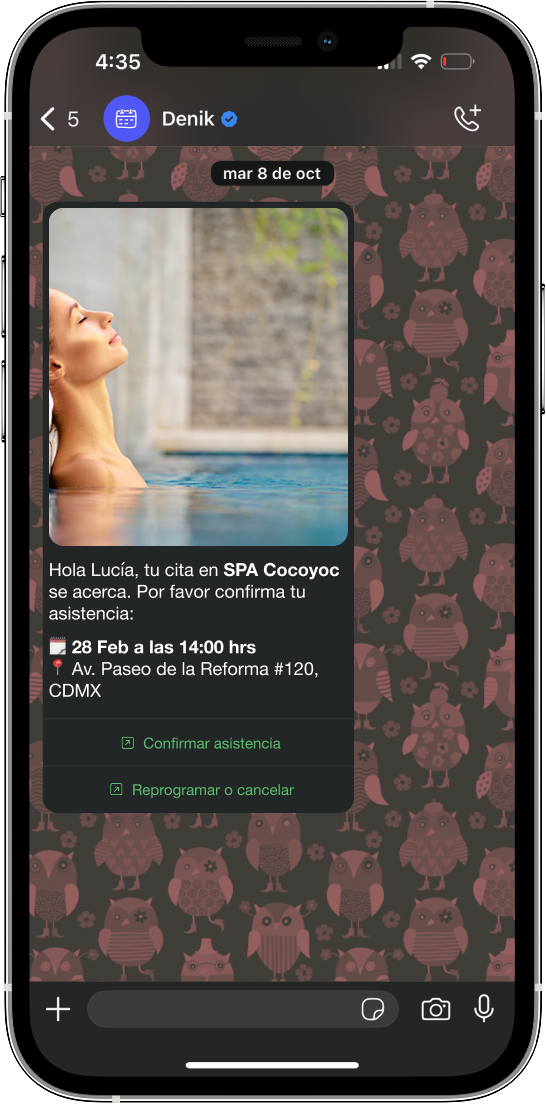 4:35
5
Denik
mar 8 de oct
Hola Lucía, tu cita en SPA Cocoyoc
se acerca. Por favor confirma tu
asistencia:
28 Feb a las 14:00 hrs
Av. Paseo de la Reforma #120,
CDMX
Confirmar asistencia
Reprogramar o cancelar